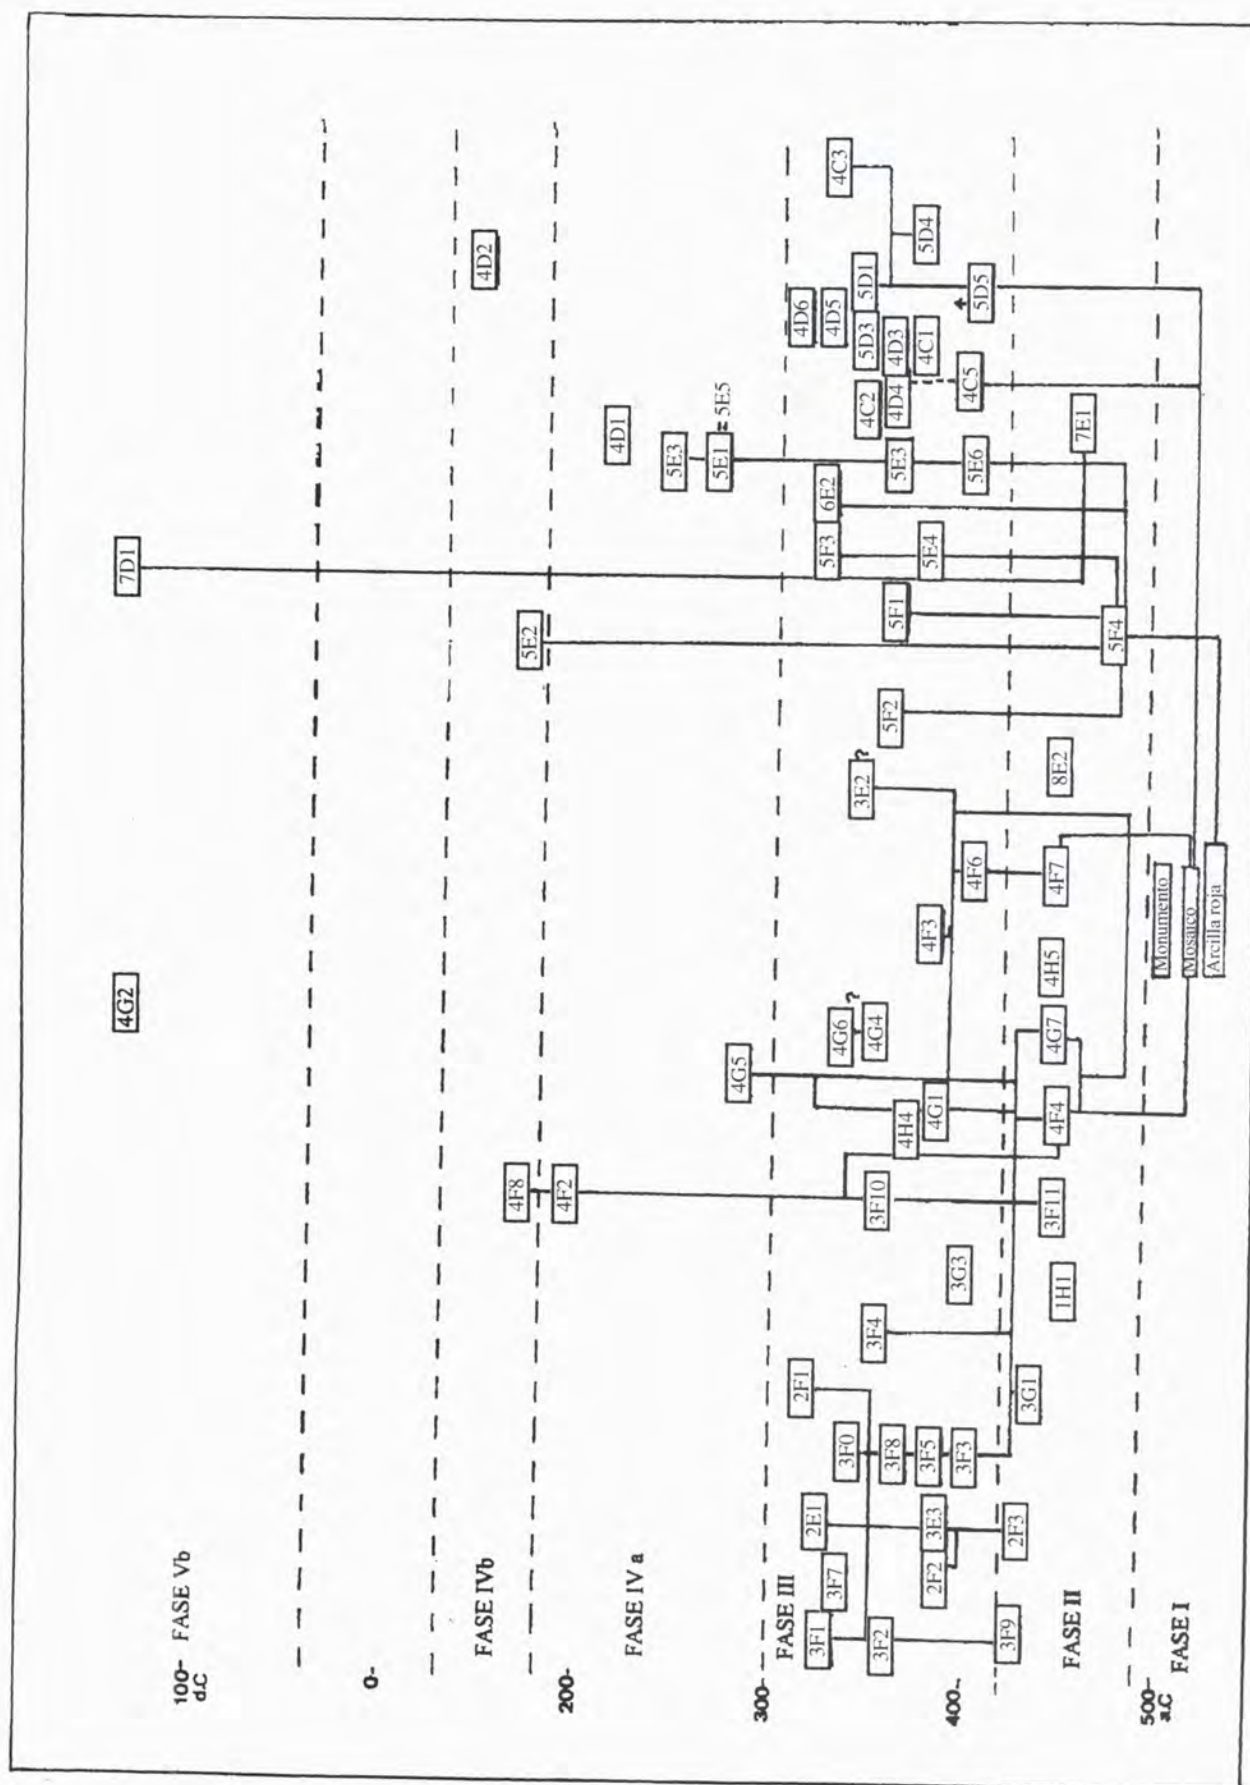 100- FASE Vb
d.C
4G2
7D1
0-
FASE IVb
4F8
5E2
4D2
200-
4F2
FASE IV a
4D1
5E3
5E1 = 5E5
4G5
300-
FASE III
3F1
3F7
2E1
2F1
4G6 ?
4G4
5F3
6E2
4D6
4D5
4C3
3F2
3F0
3F8
3F4
3F10
4H4
3E2 ?
5F2
5F1
5E3
4C2
4D4
5D3
4D3
5D1
4C1
5D4
2F2
3E3
3F5
3F3
3G3
4G1
4F3
4F6
5E4
5E6
4C5
5D5
400-
3F9
2F3
3G1
FASE II
1H1
3F11
4F4
4G7
4H5
4F7
8E2
7E1
5F4
500-
a.C
FASE I
Monumento
Mosaico
Arcilla roja